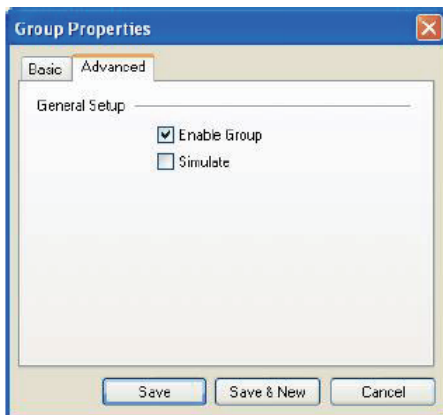 Group Properties
Basic Advanced
General Setup
Enable Group
Simulate
Save Save & New Cancel